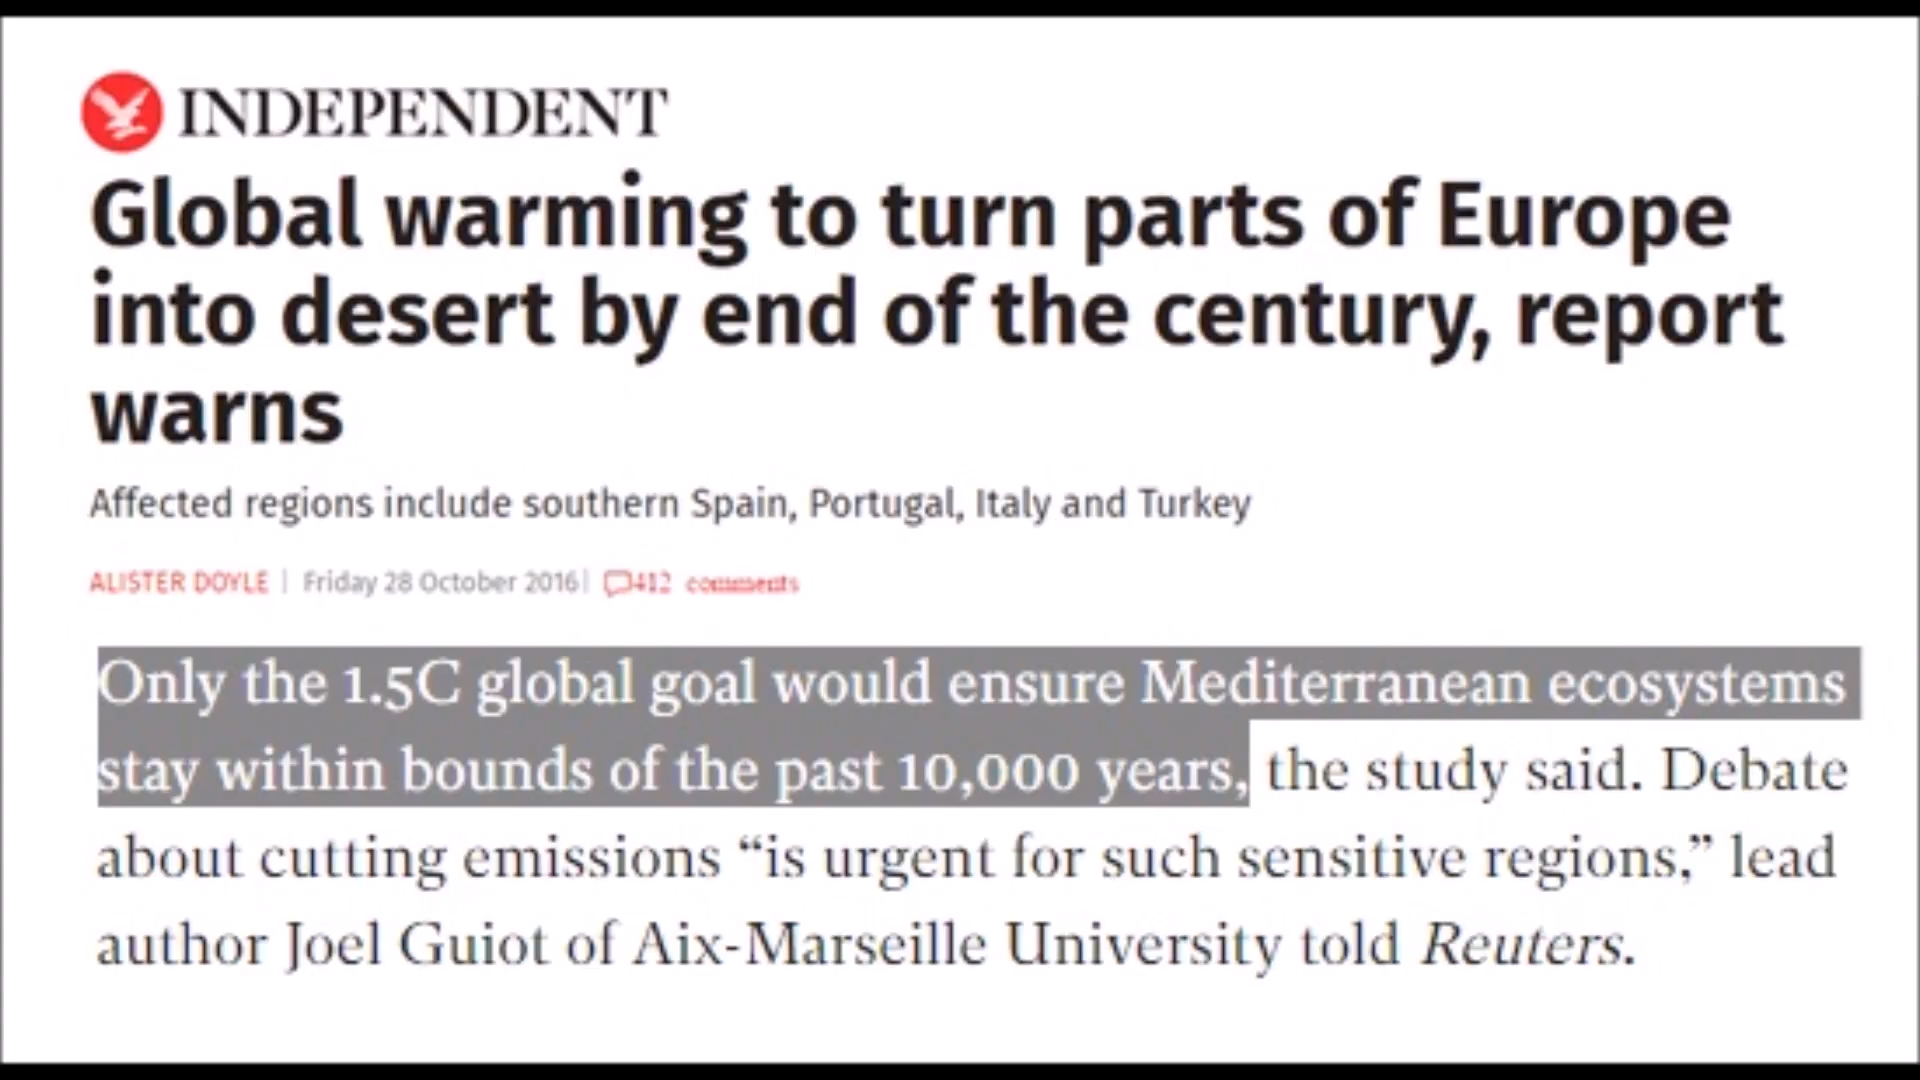 INDEPENDENT
Global warming to turn parts of Europe
into desert by end of the century, report
warns
Affected regions include southern Spain, Portugal, Italy and Turkey
ALISTER DOYLE | Friday 28 October 2016 | 412 comments
Only the 1.5C global goal would ensure Mediterranean ecosystems
stay within bounds of the past 10,000 years, the study said. Debate
about cutting emissions “is urgent for such sensitive regions,” lead
author Joel Guiot of Aix-Marseille University told Reuters.